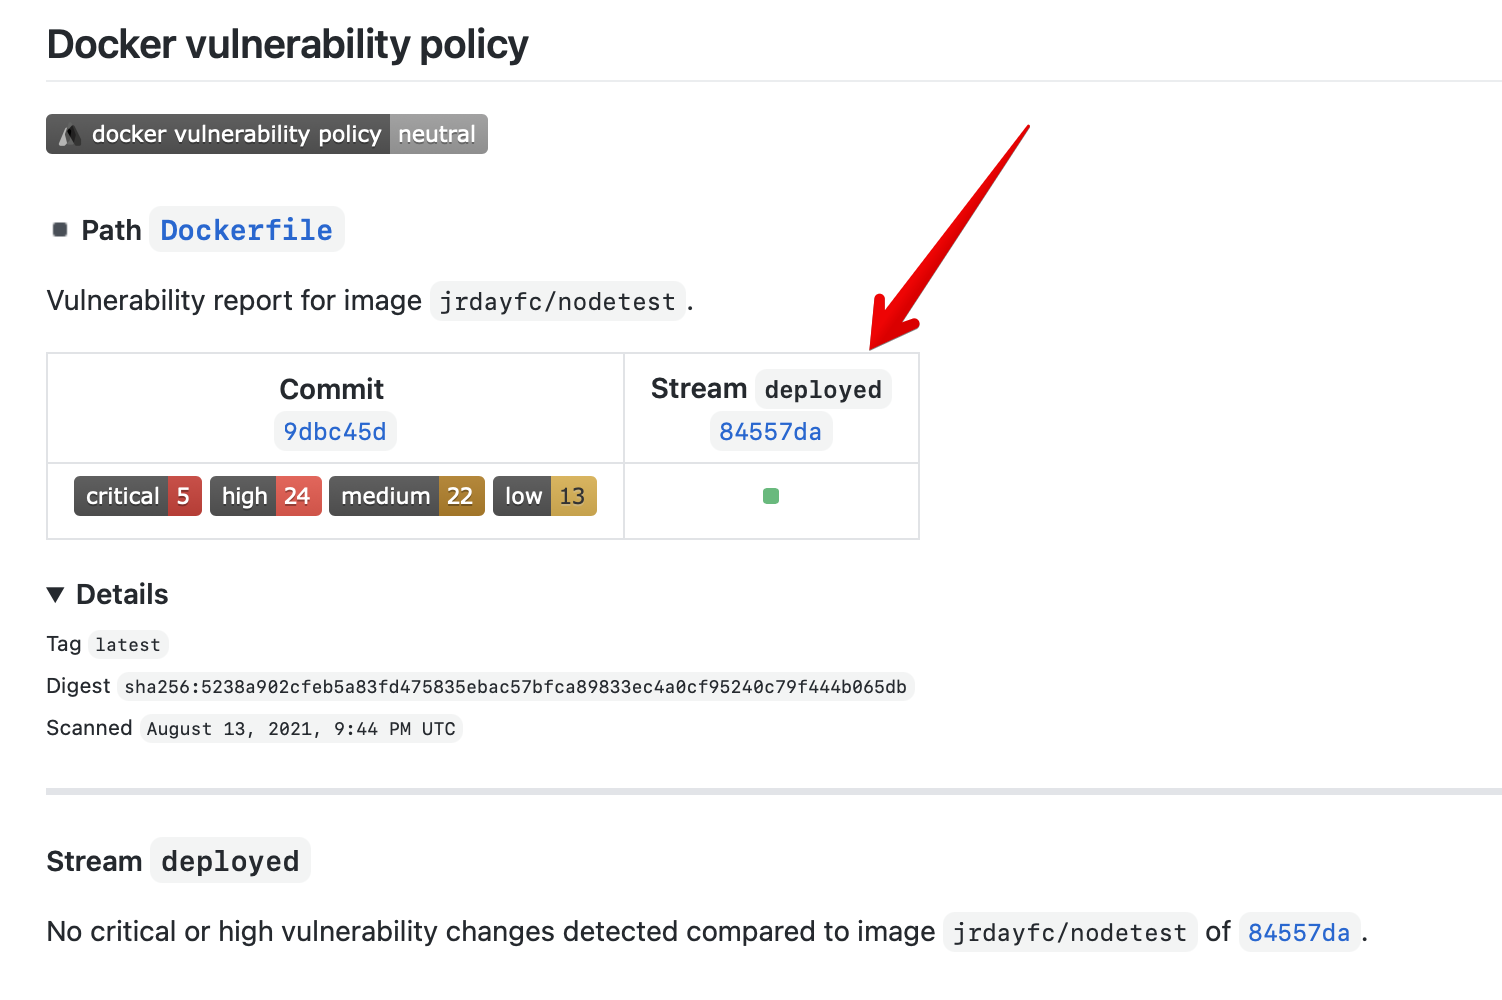 Docker vulnerability policy
docker vulnerability policy neutral
Path Dockerfile
Vulnerability report for image jrdayfc/nodetest.
Commit
9dbc45d
Stream deployed
84557da
critical 5 high 24 medium 22 low 13
Details
Tag latest
Digest sha256:5238a902cfeb5a83fd475835ebac57bfca89833ec4a0cf95240c79f444b065db
Scanned August 13, 2021, 9:44 PM UTC
Stream deployed
No critical or high vulnerability changes detected compared to image jrdayfc/nodetest of 84557da.